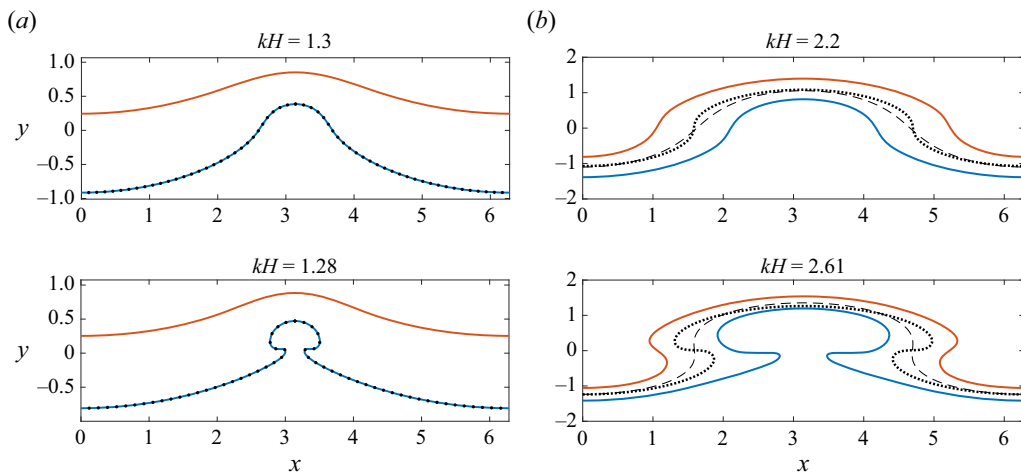 (a) (b)
kH = 1.3 kH = 2.2
1.0 2
0.5 1
y 0 0
–0.5 –1
–1.0 –2
0 1 2 3 4 5 6 0 1 2 3 4 5 6
kH = 1.28 kH = 2.61
1.0 2
0.5 1
y 0 0
–0.5 –1
–2
0 1 2 3 4 5 6 0 1 2 3 4 5 6
x x